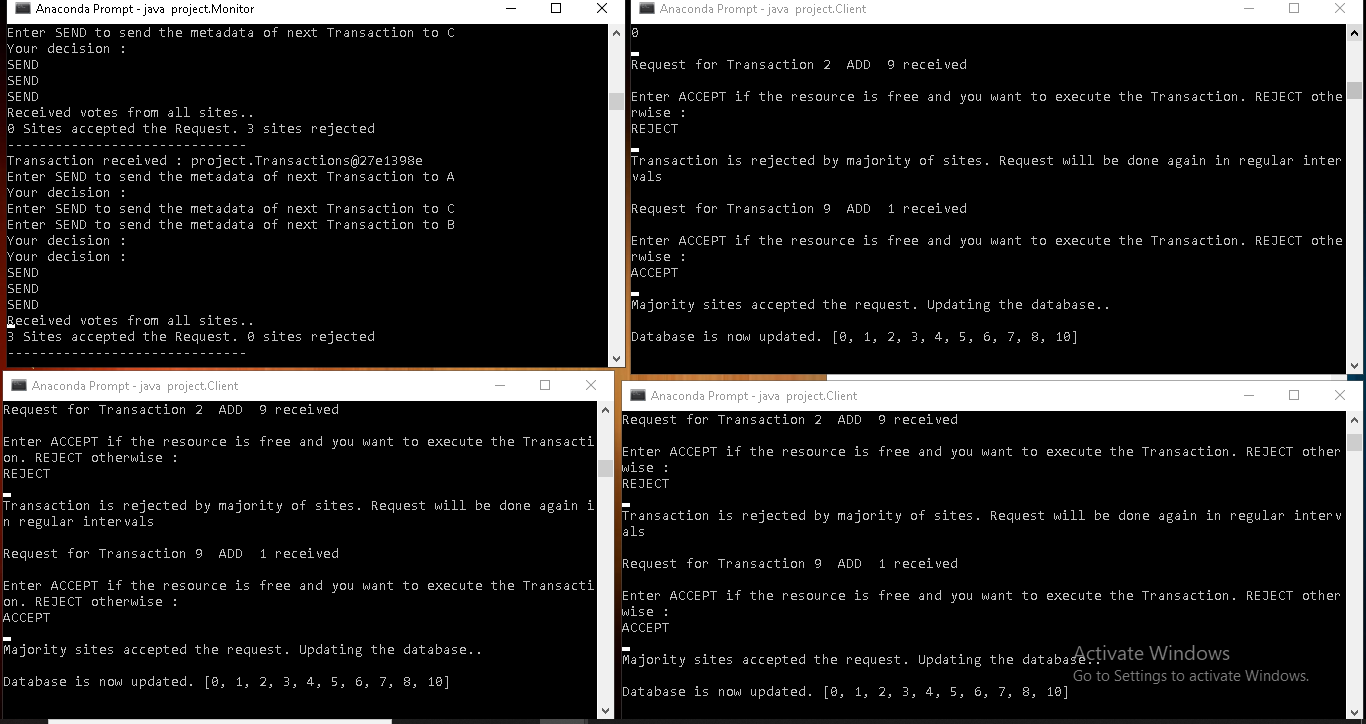 Anaconda Prompt - java  project.Monitor
Enter SEND to send the metadata of next Transaction to C
Your decision :
SEND
SEND
SEND
Received votes from all sites..
0 Sites accepted the Request. 3 sites rejected
------------------------------
Transaction received : project.Transactions@27e1398e
Enter SEND to send the metadata of next Transaction to A
Your decision :
Enter SEND to send the metadata of next Transaction to C
Enter SEND to send the metadata of next Transaction to B
Your decision :
Your decision :
SEND
SEND
SEND
Received votes from all sites..
3 Sites accepted the Request. 0 sites rejected
------------------------------
Anaconda Prompt - java  project.Client
0
Request for Transaction 2  ADD  9 received
Enter ACCEPT if the resource is free and you want to execute the Transaction. REJECT othe
rwise :
REJECT
Transaction is rejected by majority of sites. Request will be done again in regular inter
vals
Request for Transaction 9  ADD  1 received
Enter ACCEPT if the resource is free and you want to execute the Transaction. REJECT othe
rwise :
ACCEPT
Majority sites accepted the request. Updating the database..
Database is now updated. [0, 1, 2, 3, 4, 5, 6, 7, 8, 10]
Anaconda Prompt - java  project.Client
Request for Transaction 2  ADD  9 received
Enter ACCEPT if the resource is free and you want to execute the Transacti
on. REJECT otherwise :
REJECT
Transaction is rejected by majority of sites. Request will be done again i
n regular intervals
Request for Transaction 9  ADD  1 received
Enter ACCEPT if the resource is free and you want to execute the Transacti
on. REJECT otherwise :
ACCEPT
Majority sites accepted the request. Updating the database..
Database is now updated. [0, 1, 2, 3, 4, 5, 6, 7, 8, 10]
Anaconda Prompt - java  project.Client
Request for Transaction 2  ADD  9 received
Enter ACCEPT if the resource is free and you want to execute the Transaction. REJECT other
wise :
REJECT
Transaction is rejected by majority of sites. Request will be done again in regular interv
als
Request for Transaction 9  ADD  1 received
Enter ACCEPT if the resource is free and you want to execute the Transaction. REJECT other
wise :
ACCEPT
Majority sites accepted the request. Updating the database..
Database is now updated. [0, 1, 2, 3, 4, 5, 6, 7, 8, 10]
Activate Windows
Go to Settings to activate Windows.